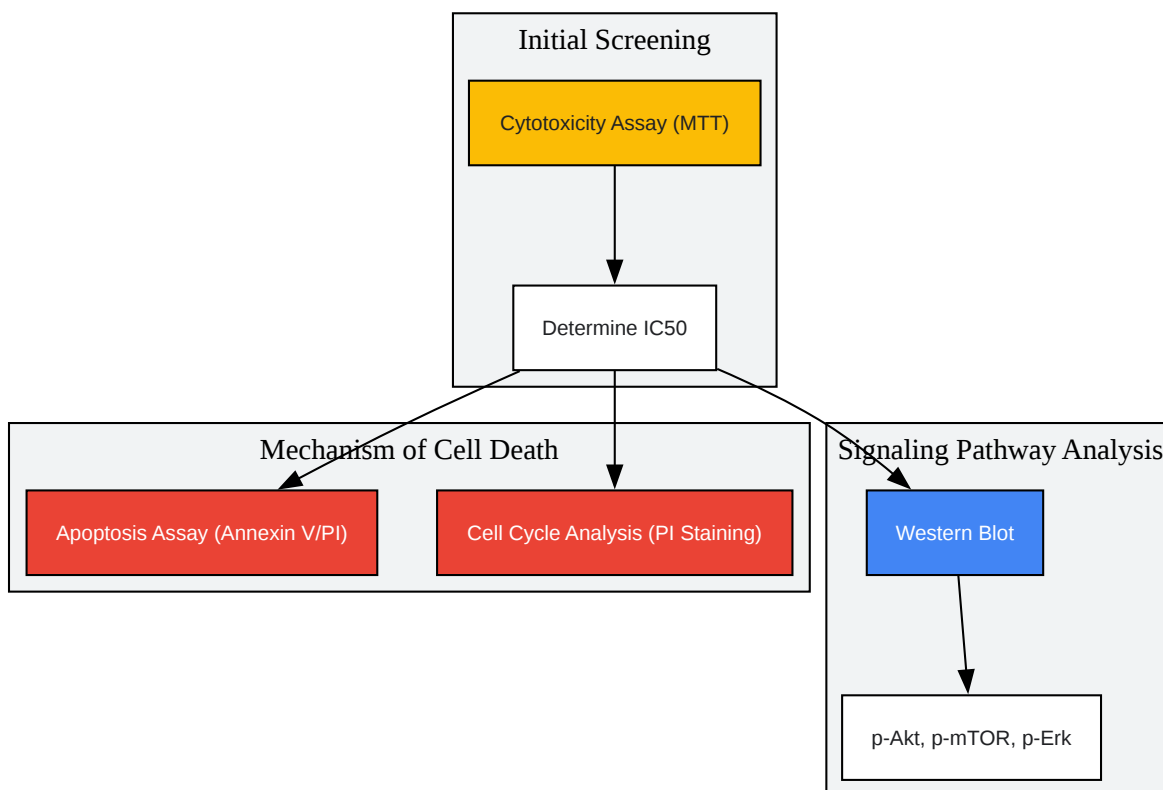 Initial Screening
Cytotoxicity Assay (MTT)
Determine IC50
Mechanism of Cell Death
Signaling Pathway Analysis
Apoptosis Assay (Annexin V/PI)
Cell Cycle Analysis (PI Staining)
Western Blot
p-Akt, p-mTOR, p-Erk